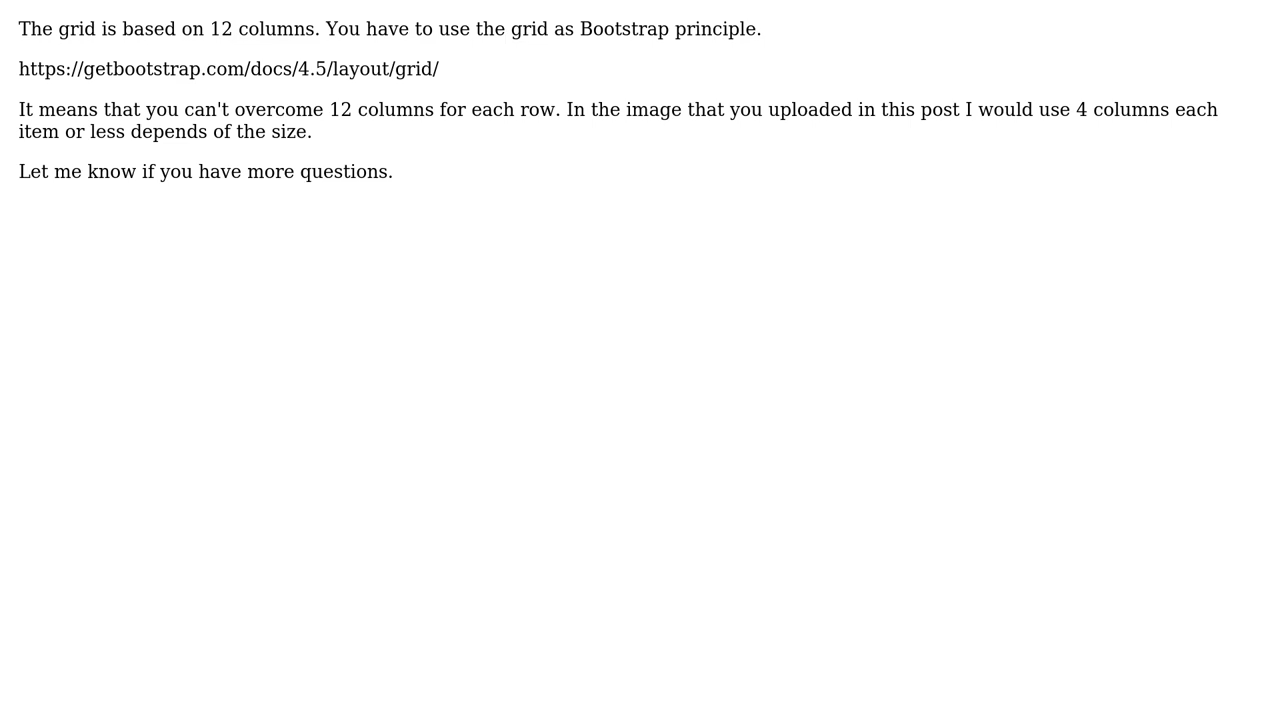 The grid is based on 12 columns. You have to use the grid as Bootstrap principle.
https://getbootstrap.com/docs/4.5/layout/grid/
It means that you can't overcome 12 columns for each row. In the image that you uploaded in this post I would use 4 columns each
item or less depends of the size.
Let me know if you have more questions.